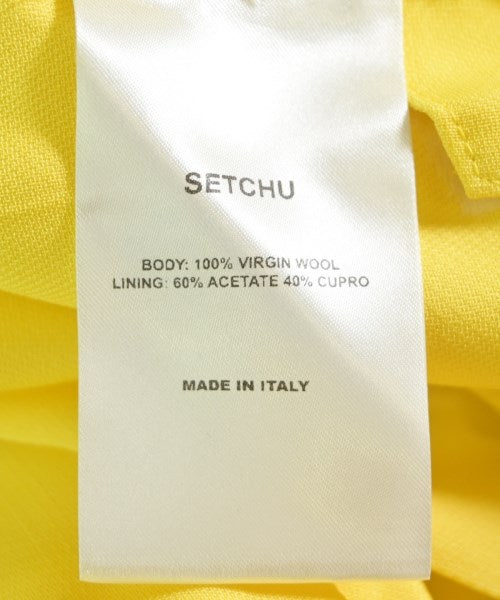 SETCHU
BODY: 100% VIRGIN WOOL
LINING: 60% ACETATE 40% CUPRO
MADE IN ITALY